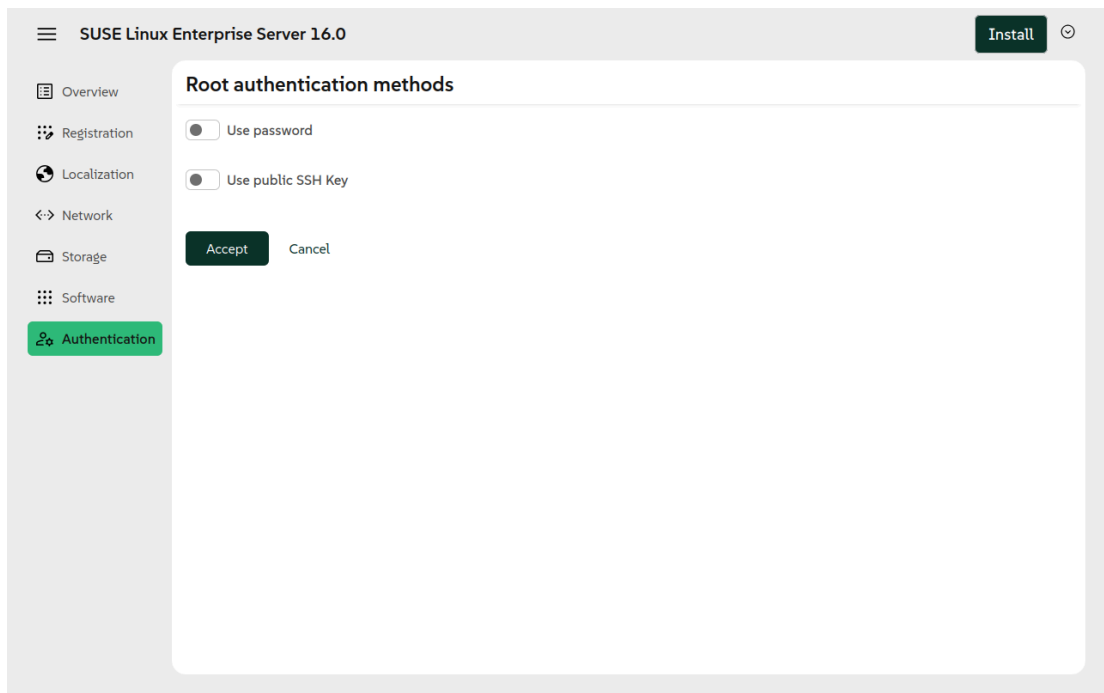 SUSE Linux Enterprise Server 16.0
Install
Overview
Registration
Localization
Network
Storage
Software
Authentication
Root authentication methods
Use password
Use public SSH Key
Accept
Cancel